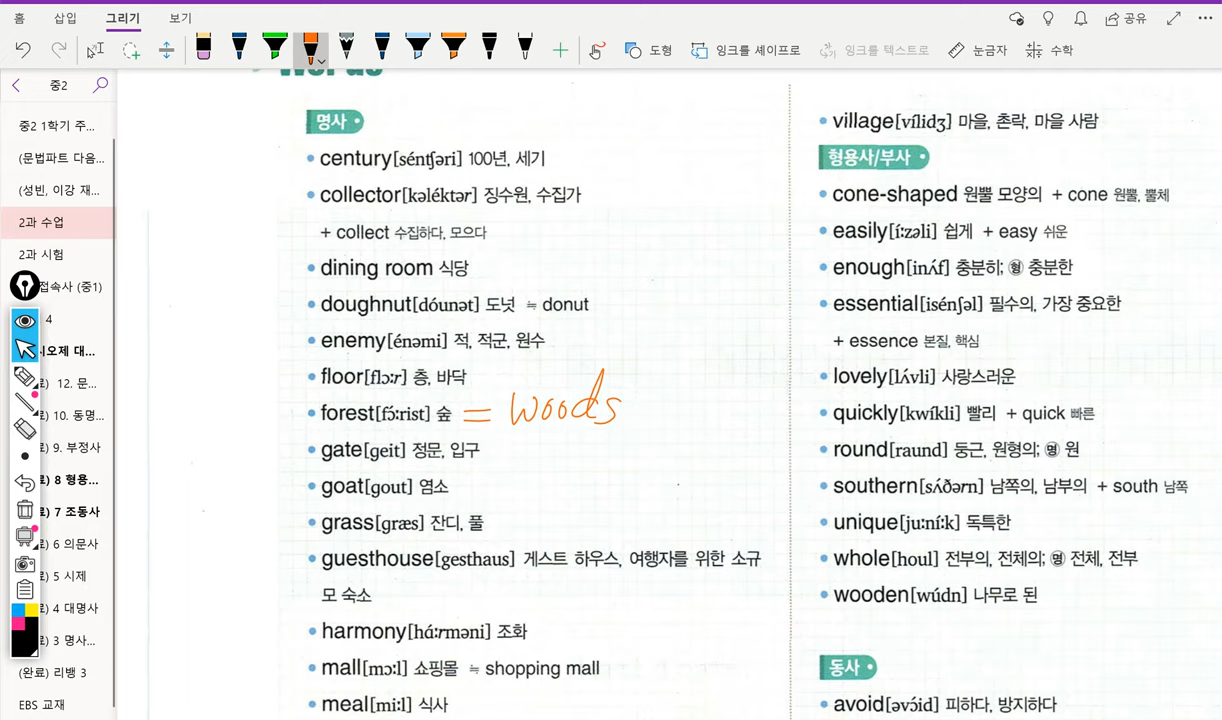 홈 삽입 그리기 보기
공유
도형 잉크를 셰이프로 잉크를 텍스트로 눈금자 수학
중2
중2 1학기 주...
(문법파트 다음...
(성빈, 이강 재...
2과 수업
2과 시험
접속사 (중1)
4
오제 대...
12. 문...
10. 동명...
9. 부정사
8 형용...
7 조동사
6 의문사
5 시제
4 대명사
3 명사...
(완료) 리뱅 3
EBS 교재
Words
명사
century[séntʃəri] 100년, 세기
collector[kəléktər] 징수원, 수집가
+ collect 수집하다, 모으다
dining room 식당
doughnut[dóunət] 도넛 ≒ donut
enemy[énəmi] 적, 적군, 원수
floor[flɔːr] 층, 바닥
forest[fɔ́ːrist] 숲 = woods
gate[geit] 정문, 입구
goat[gout] 염소
grass[græs] 잔디, 풀
guesthouse[gesthaus] 게스트 하우스, 여행자를 위한 소규
모 숙소
harmony[háːrməni] 조화
mall[mɔːl] 쇼핑몰 ≒ shopping mall
meal[miːl] 식사
village[vílidʒ] 마을, 촌락, 마을 사람
형용사/부사
cone-shaped 원뿔 모양의 + cone 원뿔, 뿔체
easily[íːzəli] 쉽게 + easy 쉬운
enough[inʌ́f] 충분히; 형 충분한
essential[isénʃəl] 필수의, 가장 중요한
+ essence 본질, 핵심
lovely[lʌ́vli] 사랑스러운
quickly[kwíkli] 빨리 + quick 빠른
round[raund] 둥근, 원형의; 명 원
southern[sʌ́ðərn] 남쪽의, 남부의 + south 남쪽
unique[juːníːk] 독특한
whole[houl] 전부의, 전체의; 명 전체, 전부
wooden[wúdn] 나무로 된
동사
avoid[əvɔ́id] 피하다, 방지하다